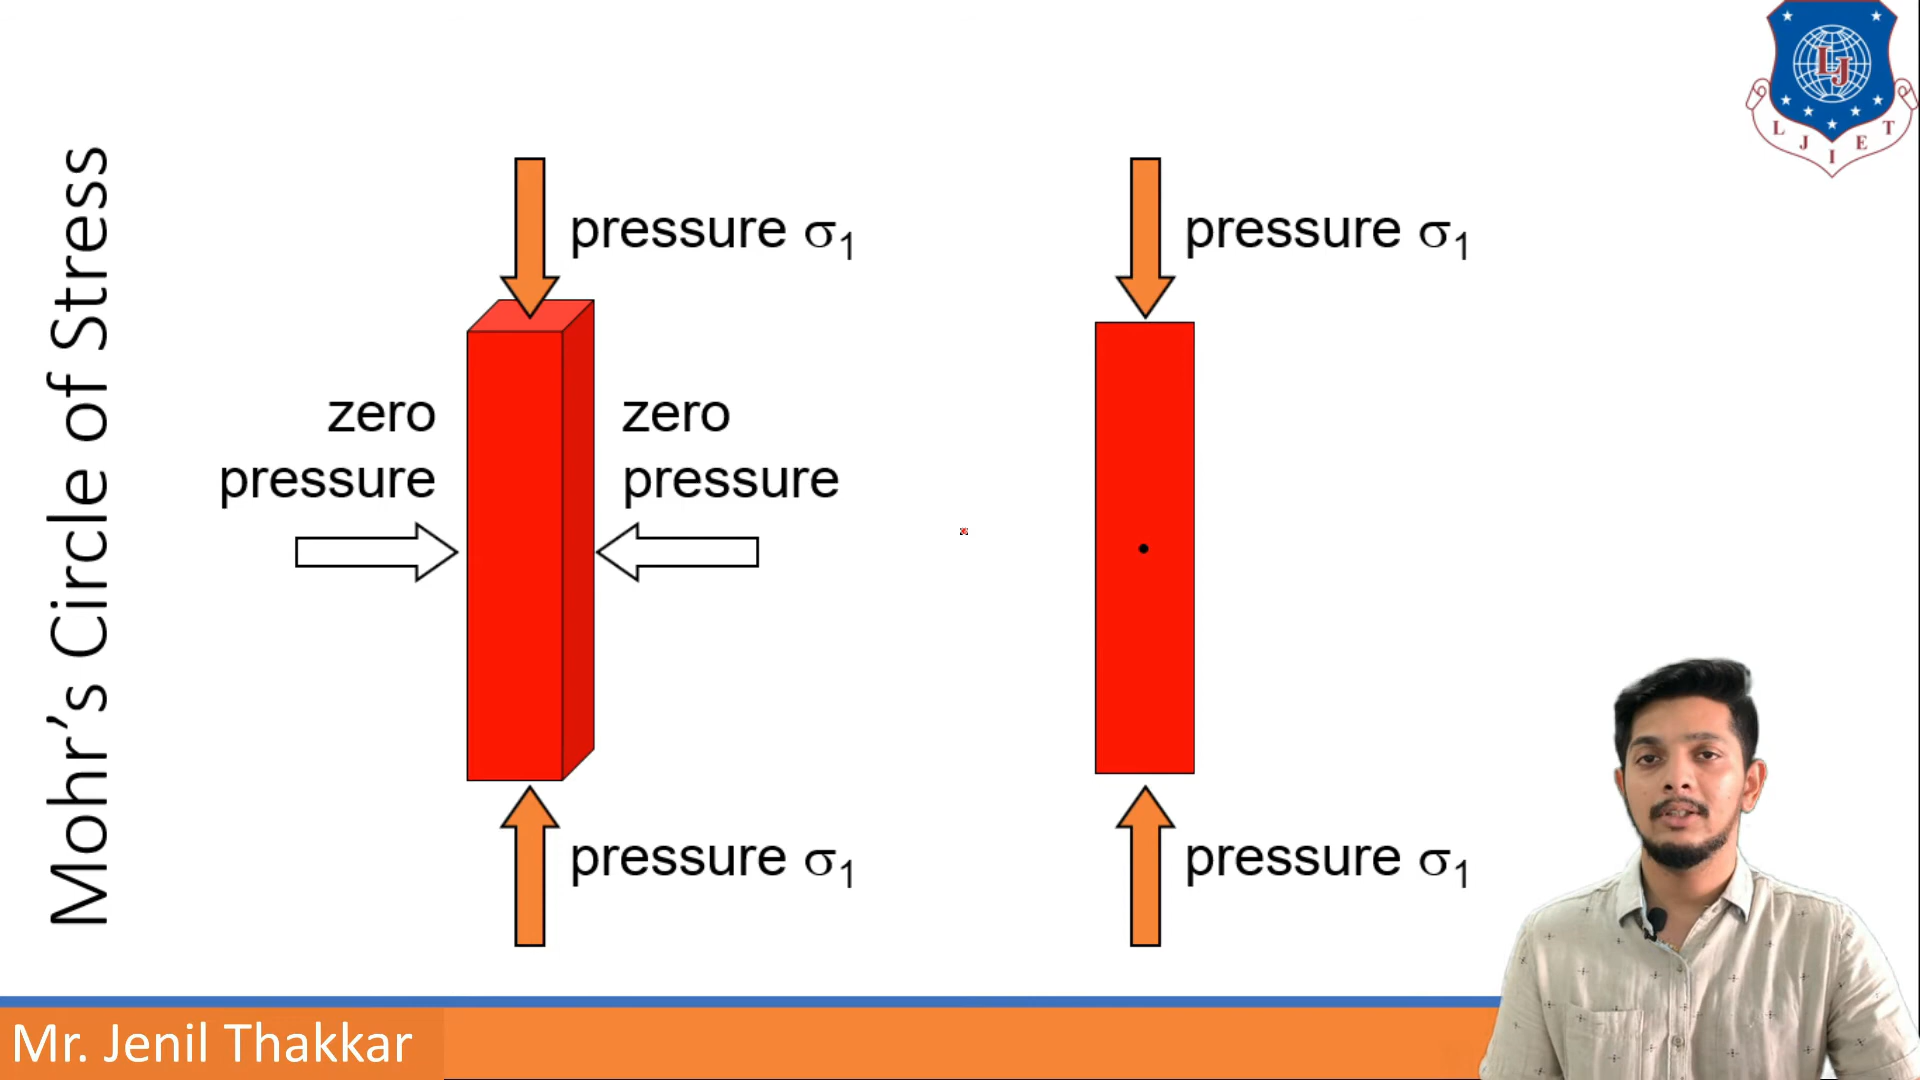 Mohr's Circle of Stress
pressure σ1
pressure σ1
zero
pressure
zero
pressure
pressure σ1
pressure σ1
LJ
L J I E T
Mr. Jenil Thakkar